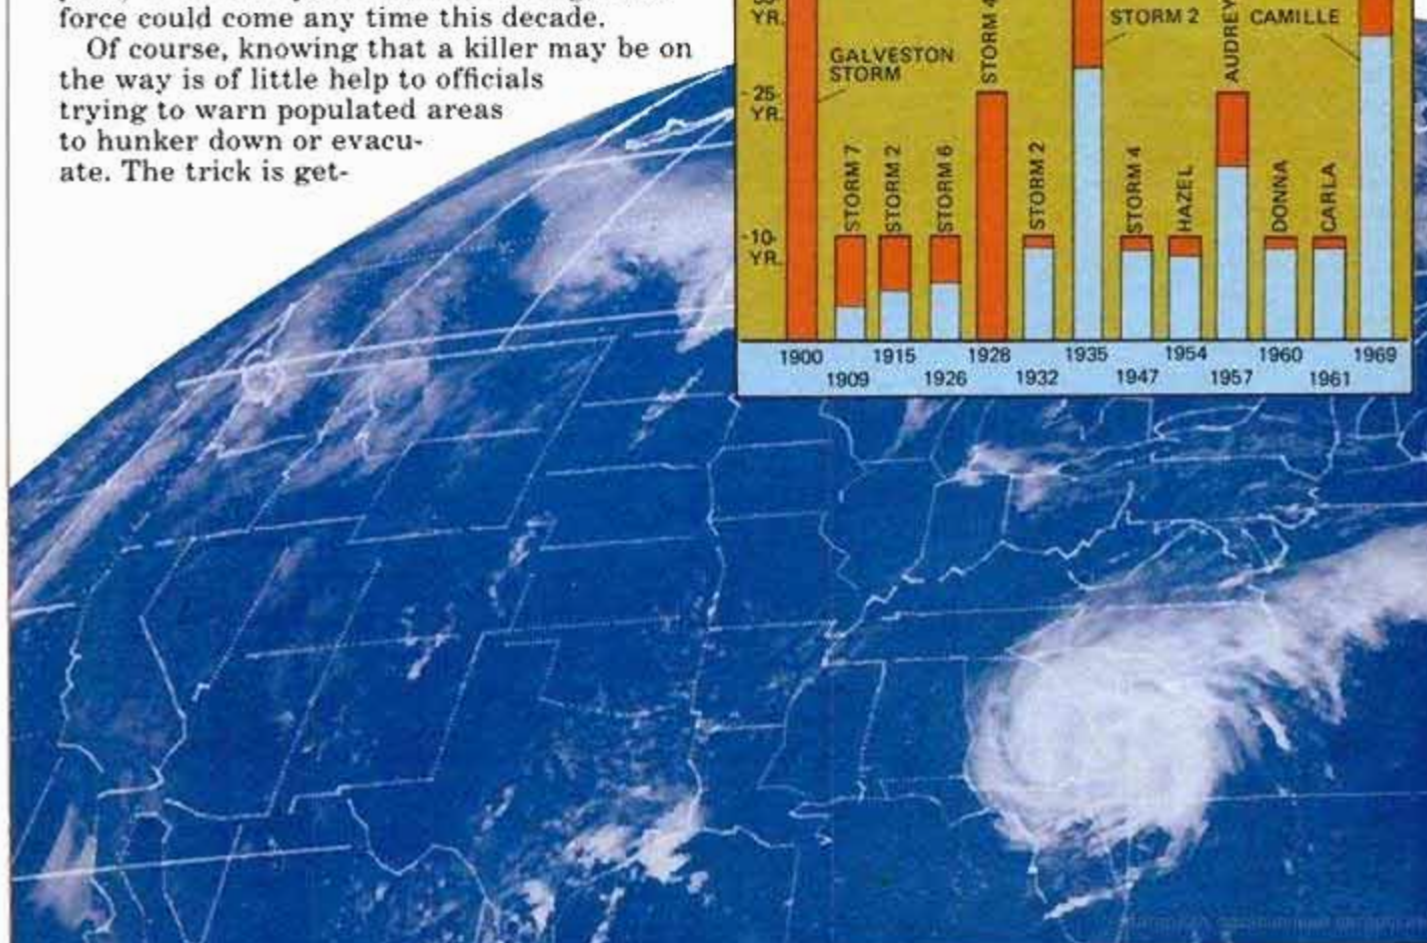 force could come any time this decade.
Of course, knowing that a killer may be on
the way is of little help to officials
trying to warn populated areas
to hunker down or evacu-
ate. The trick is get-
YR.
GALVESTON
STORM
25
YR.
10
YR.
STORM 7
STORM 2
STORM 6
STORM 4
STORM 2
STORM 2
STORM 4
HAZEL
AUDREY
DONNA
CARLA
CAMILLE
1900 1915 1928 1935 1954 1960 1969
1909 1926 1932 1947 1957 1961